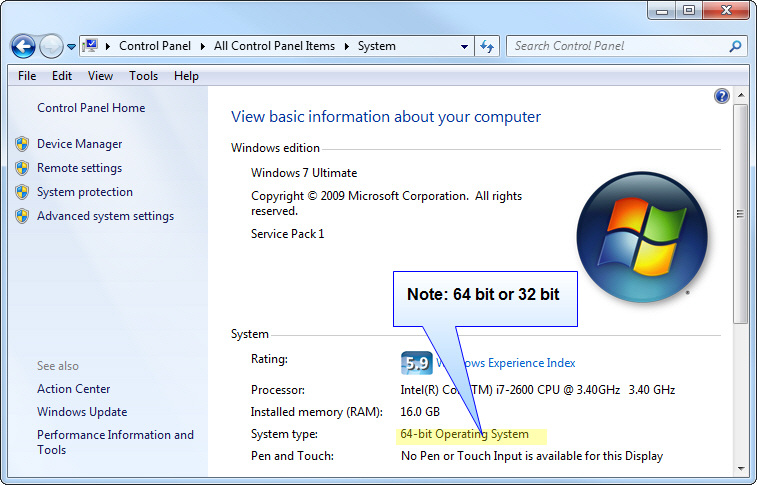 Control Panel
All Control Panel Items
System
Search Control Panel
File Edit View Tools Help
Control Panel Home
Device Manager
Remote settings
System protection
Advanced system settings
See also
Action Center
Windows Update
Performance Information and
Tools
View basic information about your computer
Windows edition
Windows 7 Ultimate
Copyright © 2009 Microsoft Corporation. All rights
reserved.
Service Pack 1
Note: 64 bit or 32 bit
System
Rating:
5.9
Experience Index
Processor:
Intel(R) i7-2600 CPU @ 3.40GHz 3.40 GHz
Installed memory (RAM):
16.0 GB
System type:
64-bit Operating System
Pen and Touch:
No Pen or Touch Input is available for this Display